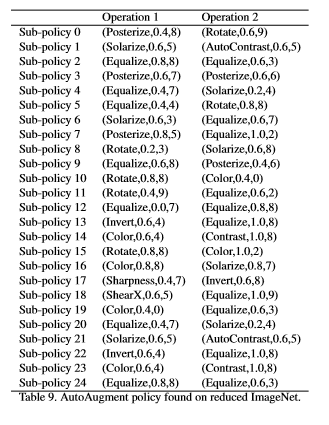 Operation 1 Operation 2
Sub-policy 0 (Posterize,0.4,8) (Rotate,0.6,9)
Sub-policy 1 (Solarize,0.6,5) (AutoContrast,0.6,5)
Sub-policy 2 (Equalize,0.8,8) (Equalize,0.6,3)
Sub-policy 3 (Posterize,0.6,7) (Posterize,0.6,6)
Sub-policy 4 (Equalize,0.4,7) (Solarize,0.2,4)
Sub-policy 5 (Equalize,0.4,4) (Rotate,0.8,8)
Sub-policy 6 (Solarize,0.6,3) (Equalize,0.6,7)
Sub-policy 7 (Posterize,0.8,5) (Equalize,1.0,2)
Sub-policy 8 (Rotate,0.2,3) (Solarize,0.6,8)
Sub-policy 9 (Equalize,0.6,8) (Posterize,0.4,6)
Sub-policy 10 (Rotate,0.8,8) (Color,0.4,0)
Sub-policy 11 (Rotate,0.4,9) (Equalize,0.6,2)
Sub-policy 12 (Equalize,0.0,7) (Equalize,0.8,8)
Sub-policy 13 (Invert,0.6,4) (Equalize,1.0,8)
Sub-policy 14 (Color,0.6,4) (Contrast,1.0,8)
Sub-policy 15 (Rotate,0.8,8) (Color,1.0,2)
Sub-policy 16 (Color,0.8,8) (Solarize,0.8,7)
Sub-policy 17 (Sharpness,0.4,7) (Invert,0.6,8)
Sub-policy 18 (ShearX,0.6,5) (Equalize,1.0,9)
Sub-policy 19 (Color,0.4,0) (Equalize,0.6,3)
Sub-policy 20 (Equalize,0.4,7) (Solarize,0.2,4)
Sub-policy 21 (Solarize,0.6,5) (AutoContrast,0.6,5)
Sub-policy 22 (Invert,0.6,4) (Equalize,1.0,8)
Sub-policy 23 (Color,0.6,4) (Contrast,1.0,8)
Sub-policy 24 (Equalize,0.8,8) (Equalize,0.6,3)
Table 9. AutoAugment policy found on reduced ImageNet.